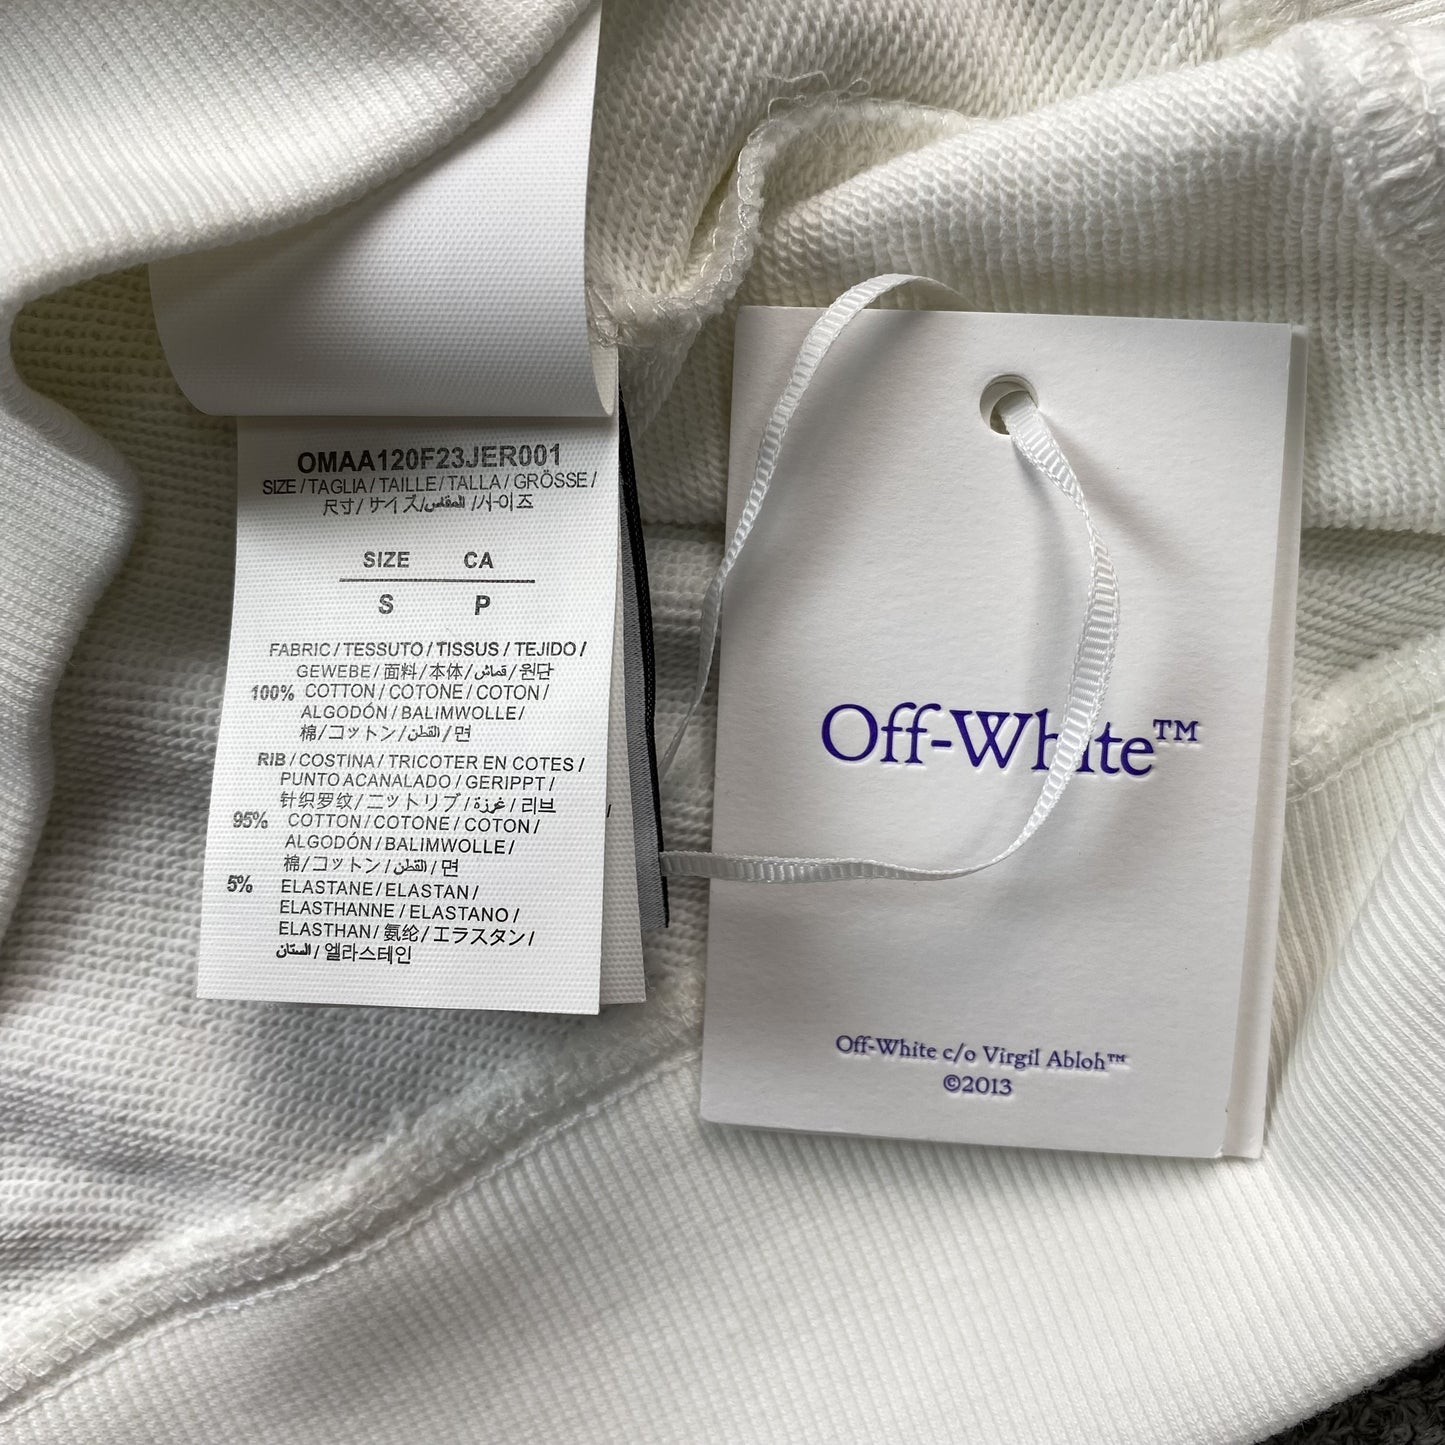 OMAA120F23JER001
SIZE / TAGLIA / TAILLE / TALLA / GRÖSSE /
尺寸 / サイズ / المقاس / 사이즈
SIZE CA
S P
FABRIC / TESSUTO / TISSUS / TEJIDO /
GEWEBE / 面料 / 本体 / قماش / 원단
100% COTTON / COTONE / COTON /
ALGODÓN / BALIMWOLLE /
棉 / コットン / القطن / 면
RIB / COSTINA / TRICOTER EN COTES /
PUNTO ACANALADO / GERIPPT /
针织罗纹 / ニットリブ / غرزة / 리브
95% COTTON / COTONE / COTON /
ALGODÓN / BALIMWOLLE /
棉 / コットン / القطن / 면
5% ELASTANE / ELASTAN /
ELASTHANNE / ELASTANO /
ELASTHAN / 氨纶 / エラスタン /
الستان / 엘라스테인
Off-White™
Off-White c/o Virgil Abloh™
©2013